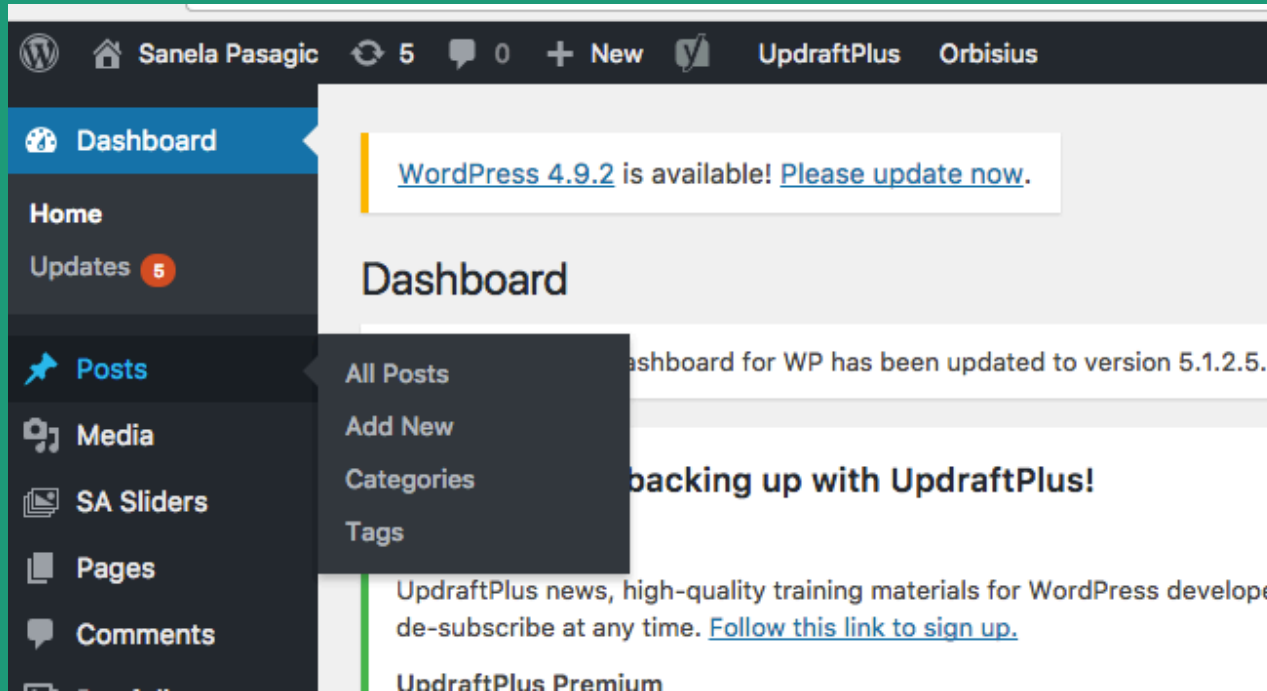 Sanela Pasagic 5 0 + New UpdraftPlus Orbisius
Dashboard
Home
Updates 5
Posts
Media
SA Sliders
Pages
Comments
All Posts
Add New
Categories
Tags
WordPress 4.9.2 is available! Please update now.
Dashboard
for WP has been updated to version 5.1.2.5.
backing up with UpdraftPlus!
UpdraftPlus news, high-quality training materials for WordPress
de-subscribe at any time. Follow this link to sign up.
UpdraftPlus Premium